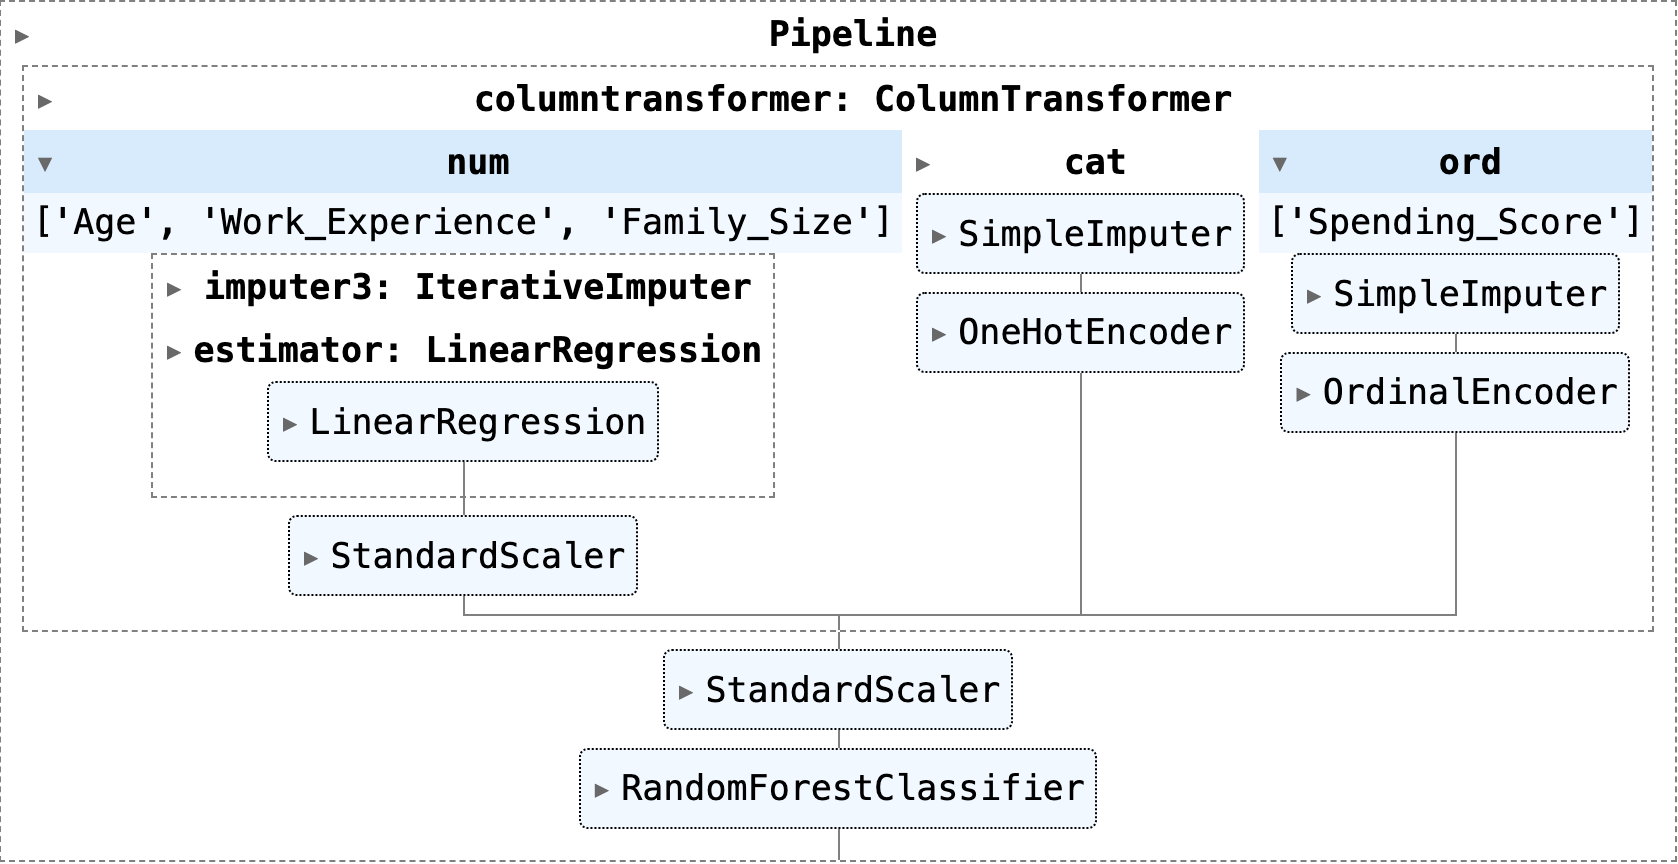 Pipeline
columntransformer: ColumnTransformer
num
['Age', 'Work_Experience', 'Family_Size']
imputer3: IterativeImputer
estimator: LinearRegression
LinearRegression
StandardScaler
cat
SimpleImputer
OneHotEncoder
ord
['Spending_Score']
SimpleImputer
OrdinalEncoder
StandardScaler
RandomForestClassifier